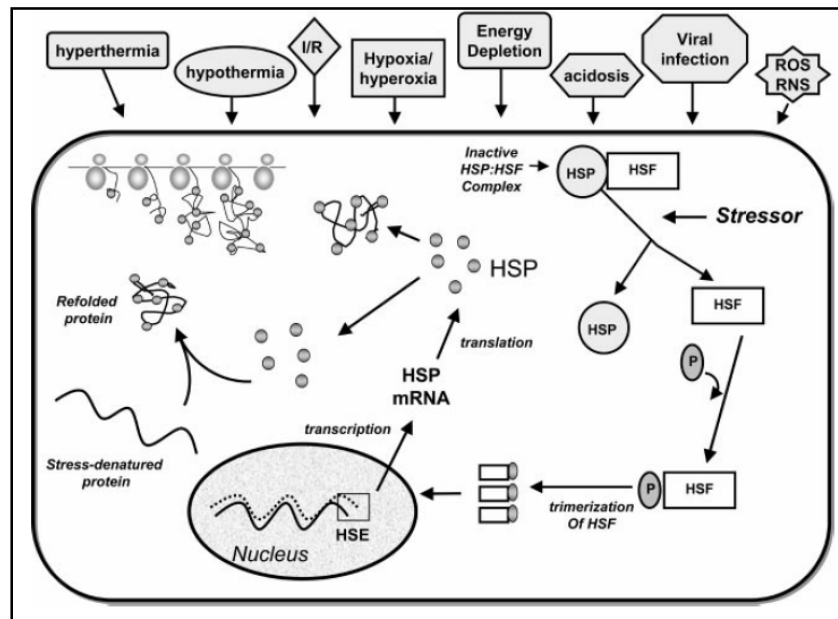 hyperthermia
hypothermia
I/R
Hypoxia/
hyperoxia
Energy
Depletion
acidosis
Viral
infection
ROS
RNS
Inactive
HSP:HSF
Complex
HSP
HSF
Stressor
HSP
HSF
P
P
HSF
trimerization
Of HSF
HSP
translation
HSP
mRNA
transcription
Refolded
protein
Stress-denatured
protein
HSE
Nucleus